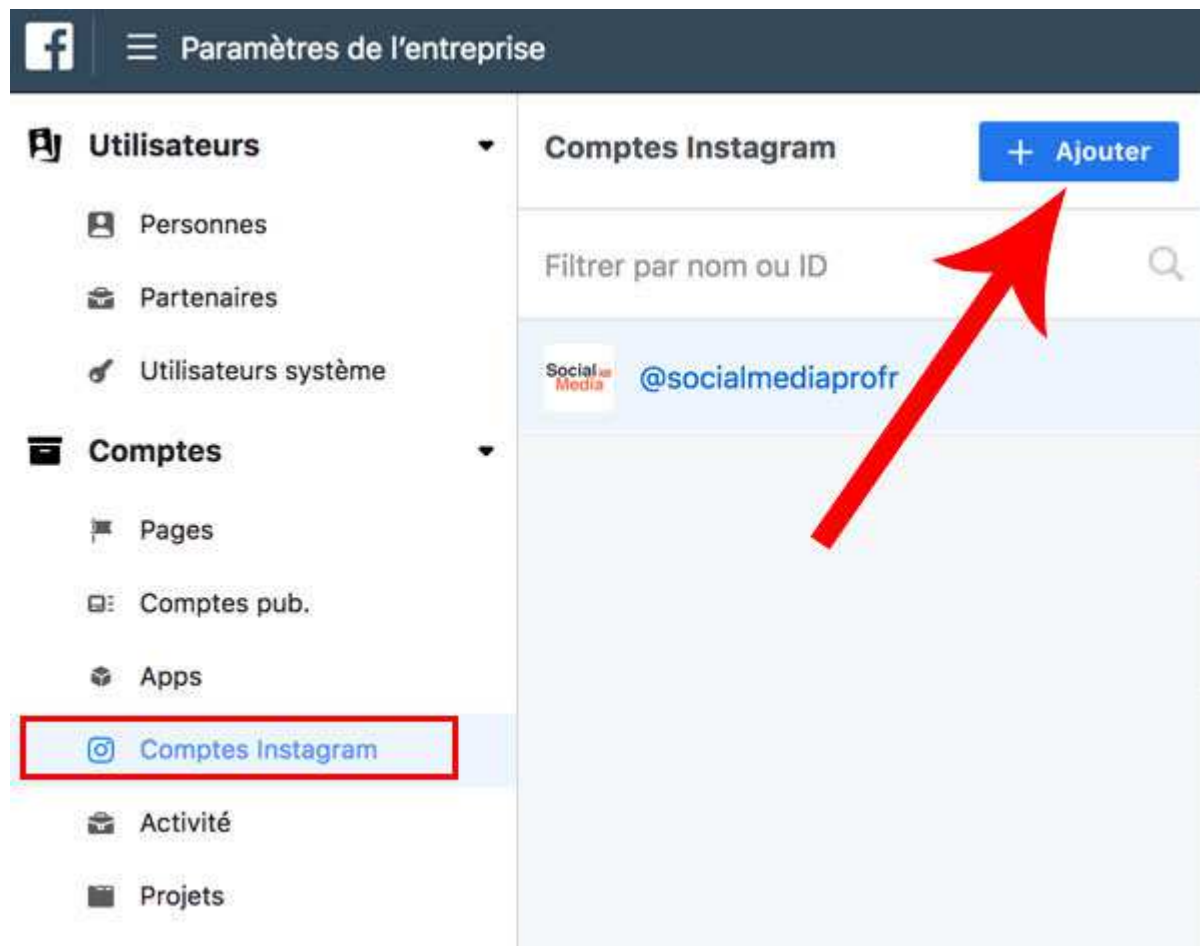 Paramètres de l'entreprise
Utilisateurs
Personnes
Partenaires
Utilisateurs système
Comptes
Pages
Comptes pub.
Apps
Comptes Instagram
Activité
Projets
Comptes Instagram
+ Ajouter
Filtrer par nom ou ID
Social
Media
@socialmediaprofr